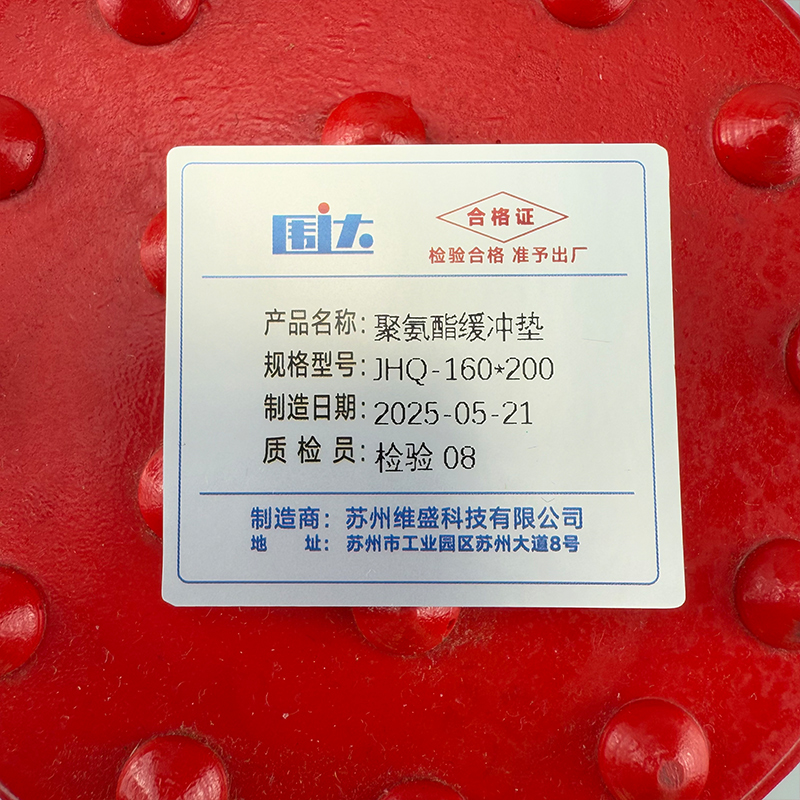 围达
合格证
检验合格 准予出厂
产品名称: 聚氨酯缓冲垫
规格型号: JHQ-160*200
制造日期: 2025-05-21
质检员: 检验 08
制造商: 苏州维盛科技有限公司
地址: 苏州市工业园区苏州大道8号